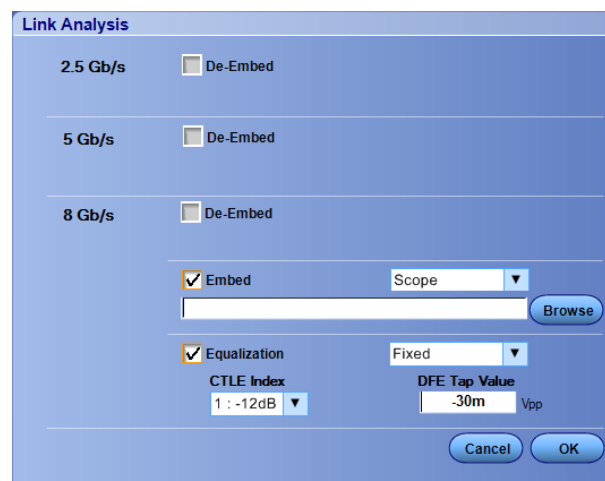 Link Analysis
2.5 Gb/s De-Embed
5 Gb/s De-Embed
8 Gb/s De-Embed
Embed Scope
Browse
Equalization Fixed
CTLE Index DFE Tap Value
1 : -12dB -30m Vpp
Cancel OK